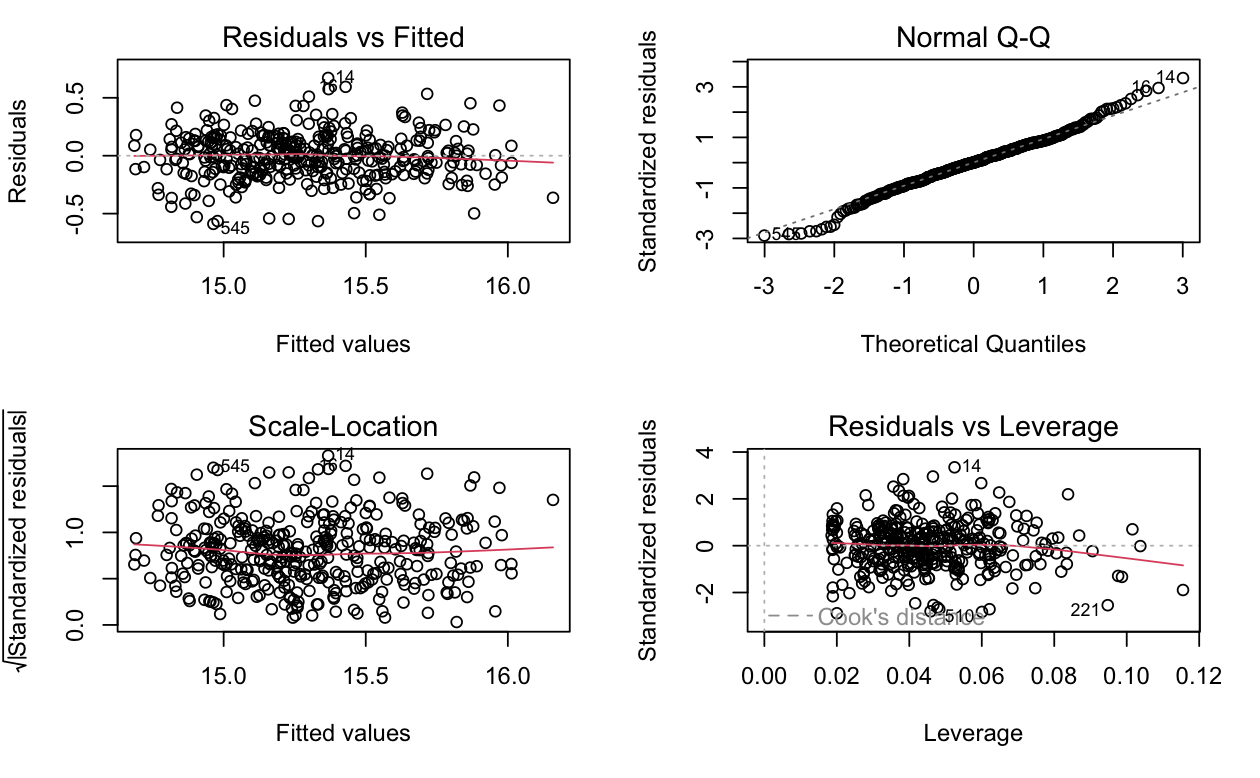 Residuals vs Fitted
Residuals
0.5
0.0
-0.5
14
16
545
15.0 15.5 16.0
Fitted values
Normal Q-Q
Standardized residuals
3
1
-1
-3
16 14
545
-3 -2 -1 0 1 2 3
Theoretical Quantiles
Scale-Location
√|Standardized residuals|
1.0
0.0
545
14
16
15.0 15.5 16.0
Fitted values
Residuals vs Leverage
Standardized residuals
4
2
0
-2
14
510
221
Cook's distance
0.00 0.02 0.04 0.06 0.08 0.10 0.12
Leverage